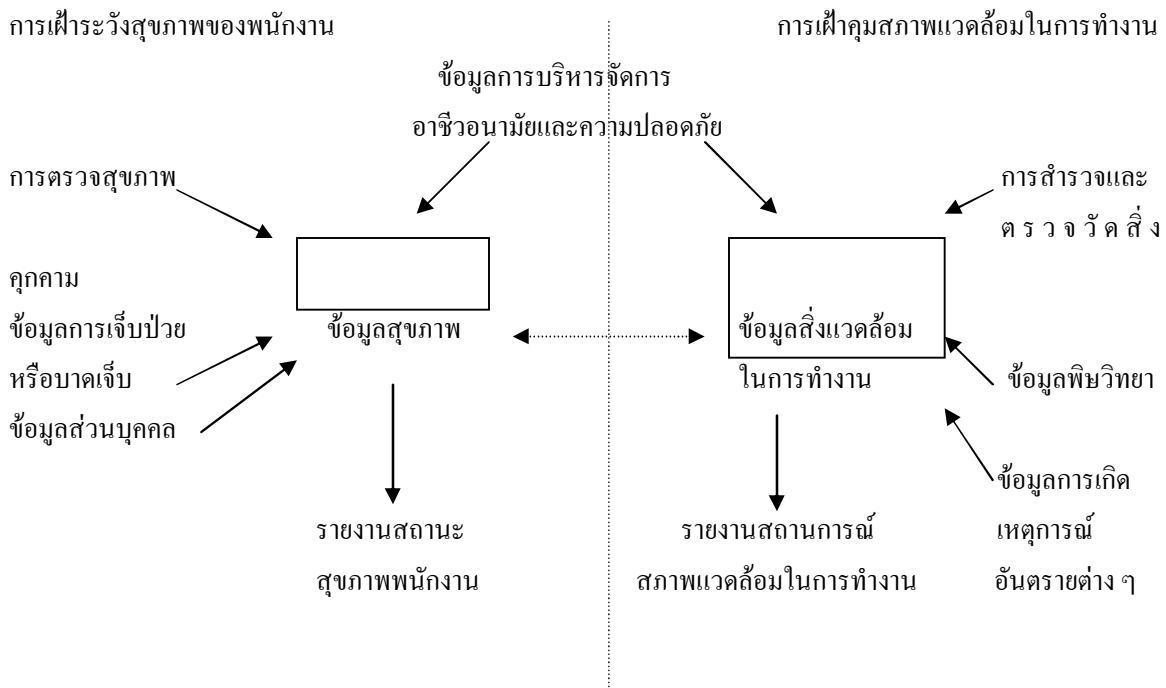 การเฝ้าระวังสุขภาพของพนักงาน
การเฝ้าคุมสภาพแวดล้อมในการทำงาน
ข้อมูลการบริหารจัดการ
อาชีวอนามัยและความปลอดภัย
การตรวจสุขภาพ
การสำรวจและ
ต ร ว จ วั ด สิ่ ง
คุกคาม
ข้อมูลการเจ็บป่วย
ข้อมูลสุขภาพ
ข้อมูลสิ่งแวดล้อม
หรือบาดเจ็บ
ในการทำงาน
ข้อมูลพิษวิทยา
ข้อมูลส่วนบุคคล
ข้อมูลการเกิด
รายงานสถานะ
รายงานสถานการณ์
เหตุการณ์
สุขภาพพนักงาน
สภาพแวดล้อมในการทำงาน
อันตรายต่าง ๆ